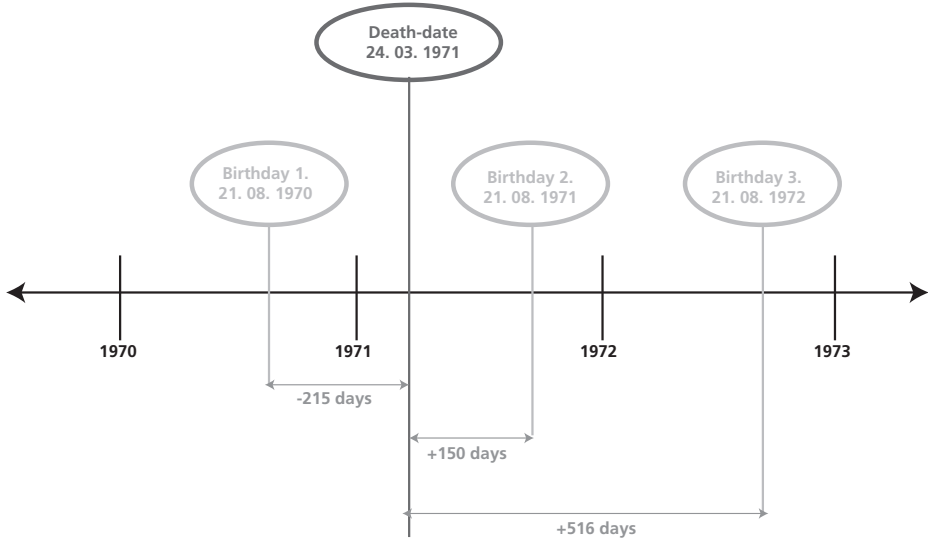 Death-date
24. 03. 1971
Birthday 1.
21. 08. 1970
Birthday 2.
21. 08. 1971
Birthday 3.
21. 08. 1972
1970
1971
1972
1973
-215 days
+150 days
+516 days